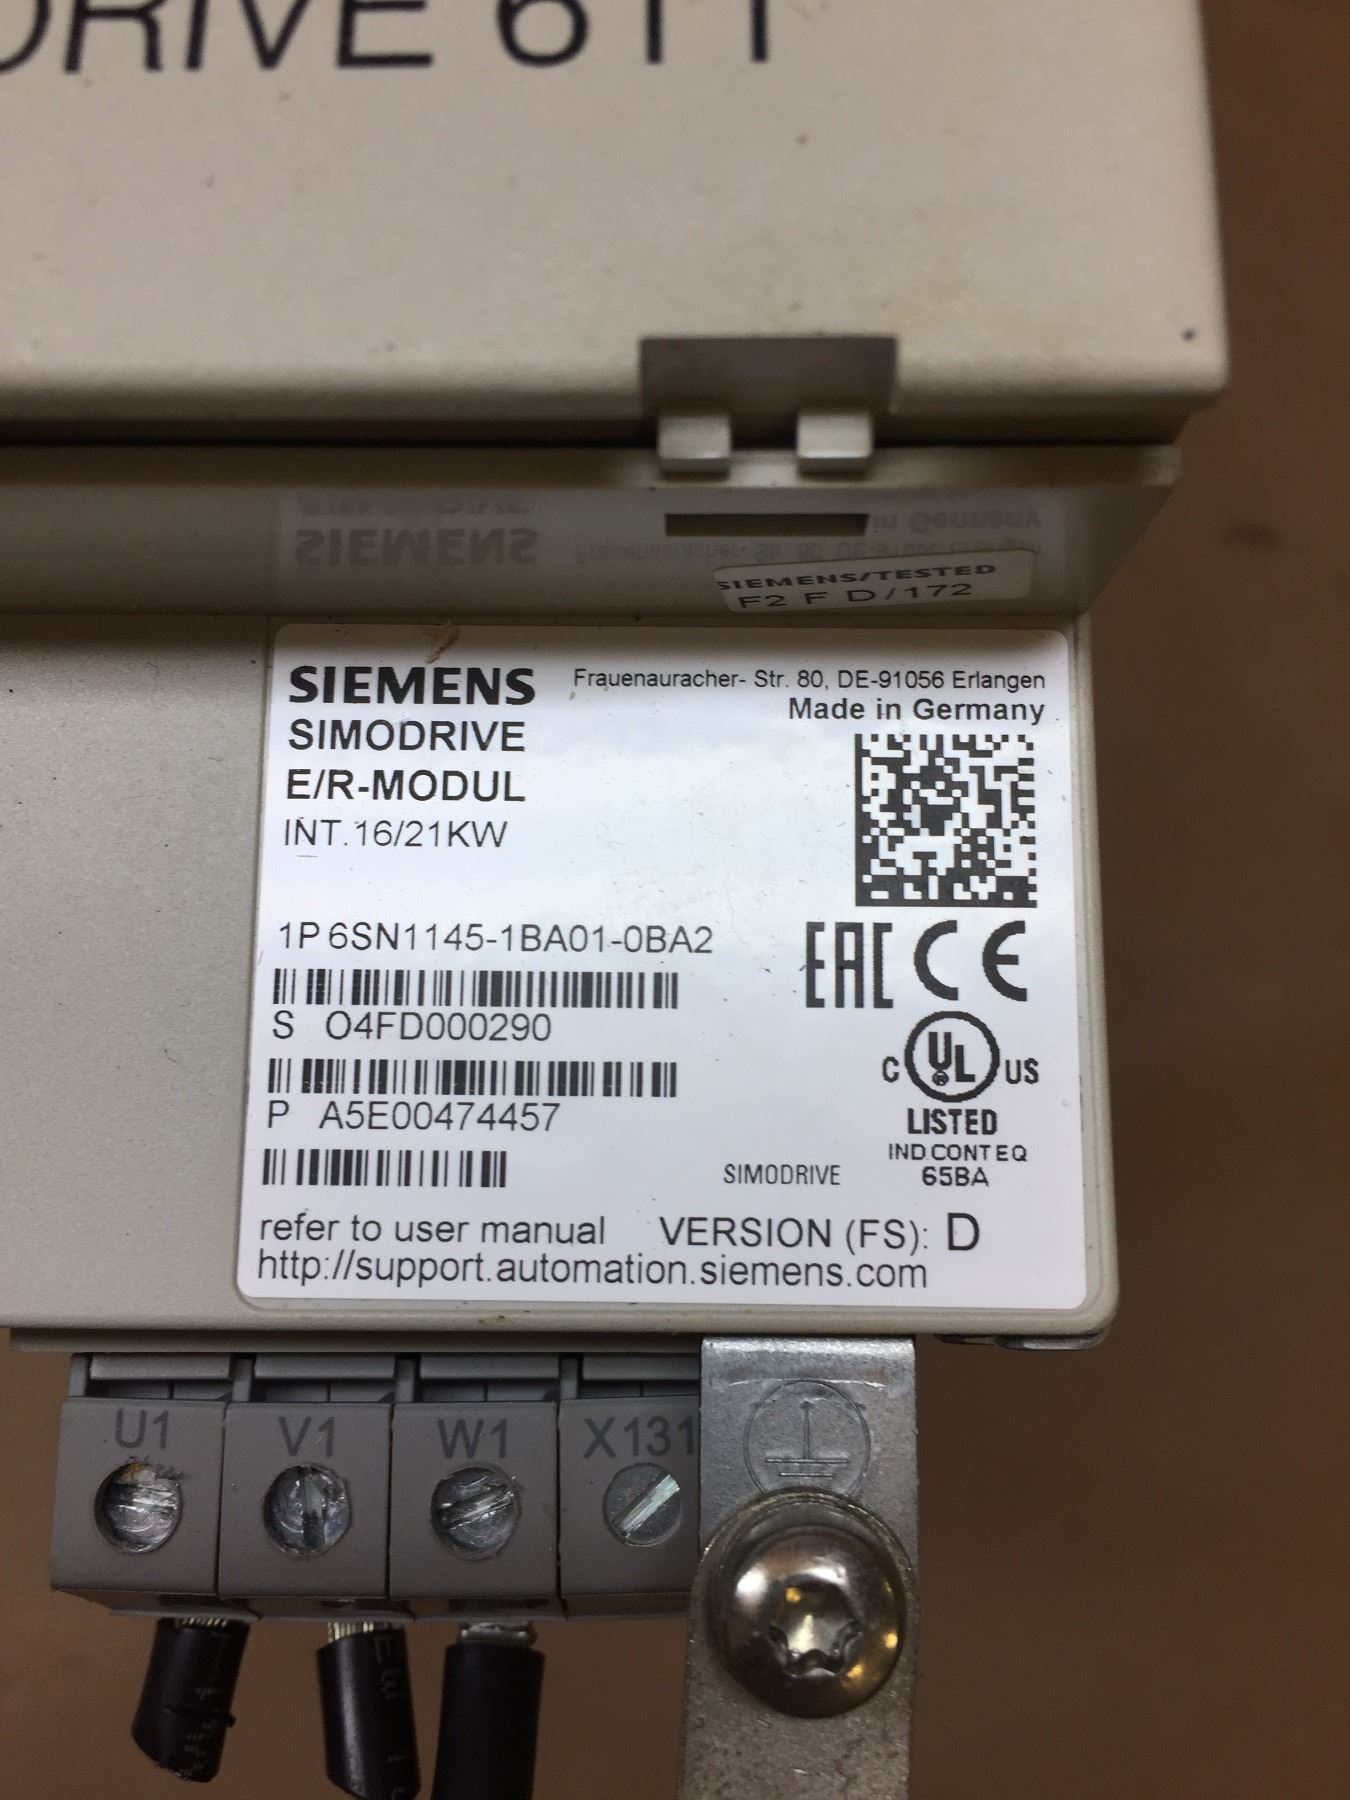 DRIVE 611
SIEMENS/TESTED
F2 F D/172
SIEMENS
Frauenauracher- Str. 80, DE-91056 Erlangen
Made in Germany
SIMODRIVE
E/R-MODUL
INT.16/21KW
1P 6SN1145-1BA01-0BA2
EAC CE
S O4FD000290
C UL US
LISTED
IND.CONT.EQ
65BA
P A5E00474457
SIMODRIVE
refer to user manual VERSION (FS): D
http://support.automation.siemens.com
U1 V1 W1 X131